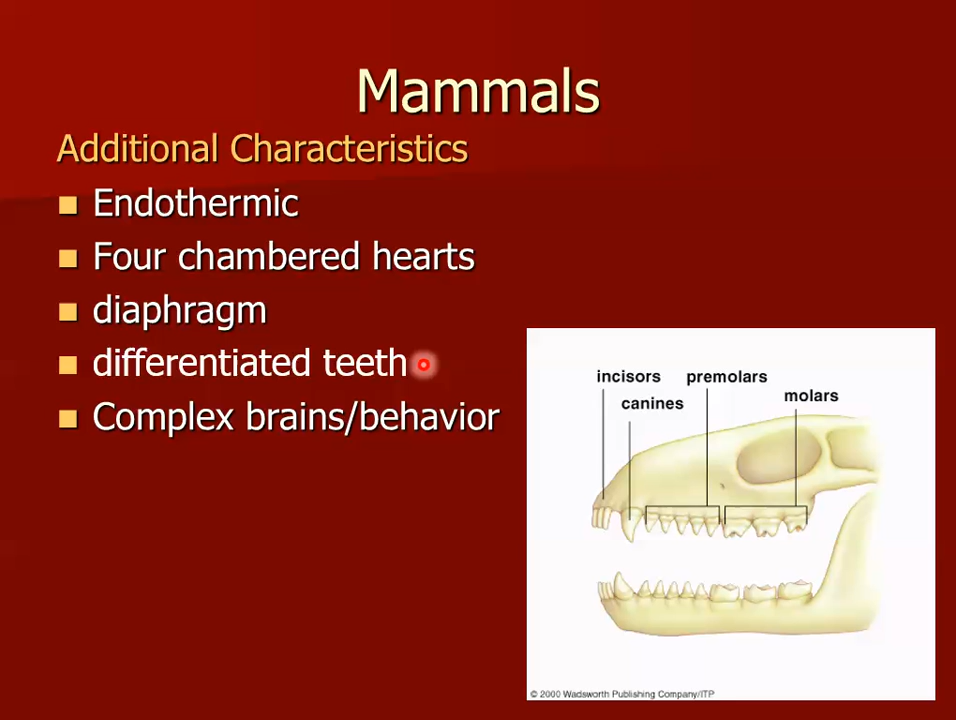 Mammals
Additional Characteristics
Endothermic
Four chambered hearts
diaphragm
differentiated teeth
Complex brains/behavior
incisors premolars
canines molars
© 2000 Wadsworth Publishing Company/ITP